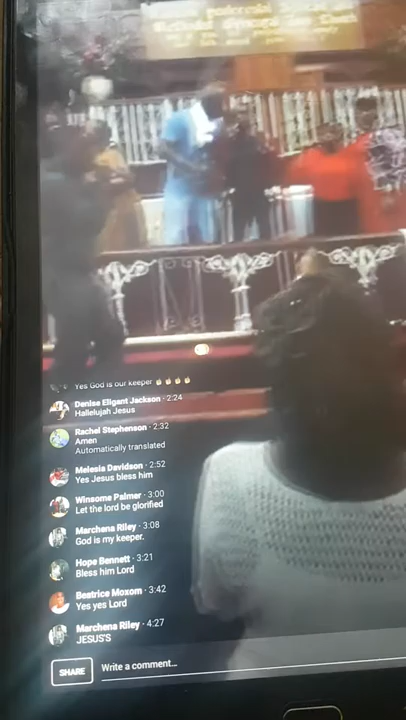 Yes God is our keeper 🔥🔥🔥🔥
Denise Eligant Jackson · 2:24
Hallelujah Jesus
Rachel Stephenson · 2:32
Amen
Automatically translated
Melesia Davidson · 2:52
Yes Jesus bless him
Winsome Palmer · 3:00
Let the lord be glorified
Marchena Riley · 3:08
God is my keeper.
Hope Bennett · 3:21
Bless him Lord
Beatrice Moxom · 3:42
Yes yes Lord
Marchena Riley · 4:27
JESUS'S
SHARE
Write a comment...